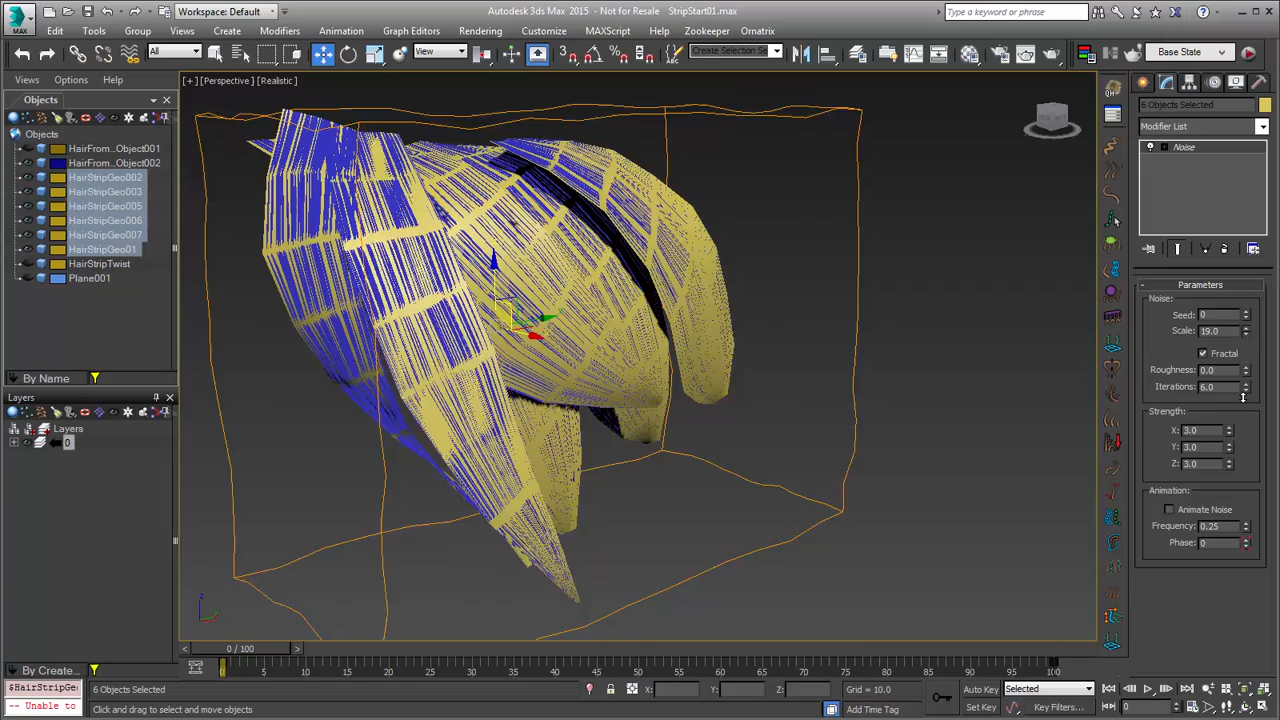 Workspace: Default
Autodesk 3ds Max 2015 - Not for Resale StripStart01.max
Type a keyword or phrase
MAX
Edit Tools Group Views Create Modifiers Animation Graph Editors Rendering Customize MAXScript Help Zookeeper Ornatrix
All
View
Create Selection Se
Base State
Views Options Help
[+] [Perspective] [Realistic]
Objects
Objects
HairFrom...Object001
HairFrom...Object002
HairStripGeo002
HairStripGeo003
HairStripGeo005
HairStripGeo006
HairStripGeo007
HairStripGeo01
HairStripTwist
Plane001
By Name
Layers
Layers
0
By Create...
6 Objects Selected
Modifier List
Noise
Parameters
Noise:
Seed: 0
Scale: 19.0
Fractal
Roughness: 0.0
Iterations: 6.0
Strength:
X: 3.0
Y: 3.0
Z: 3.0
Animation:
Animate Noise
Frequency: 0.25
Phase: 0
z
0 / 100
5 10 15 20 25 30 35 40 45 50 55 60 65 70 75 80 85 90 95 100
$HairStripGe
-- Unable to
6 Objects Selected
X: Y: Z:
Grid = 10.0
Auto Key
Selected
Click and drag to select and move objects
Add Time Tag
Set Key
Key Filters...
0